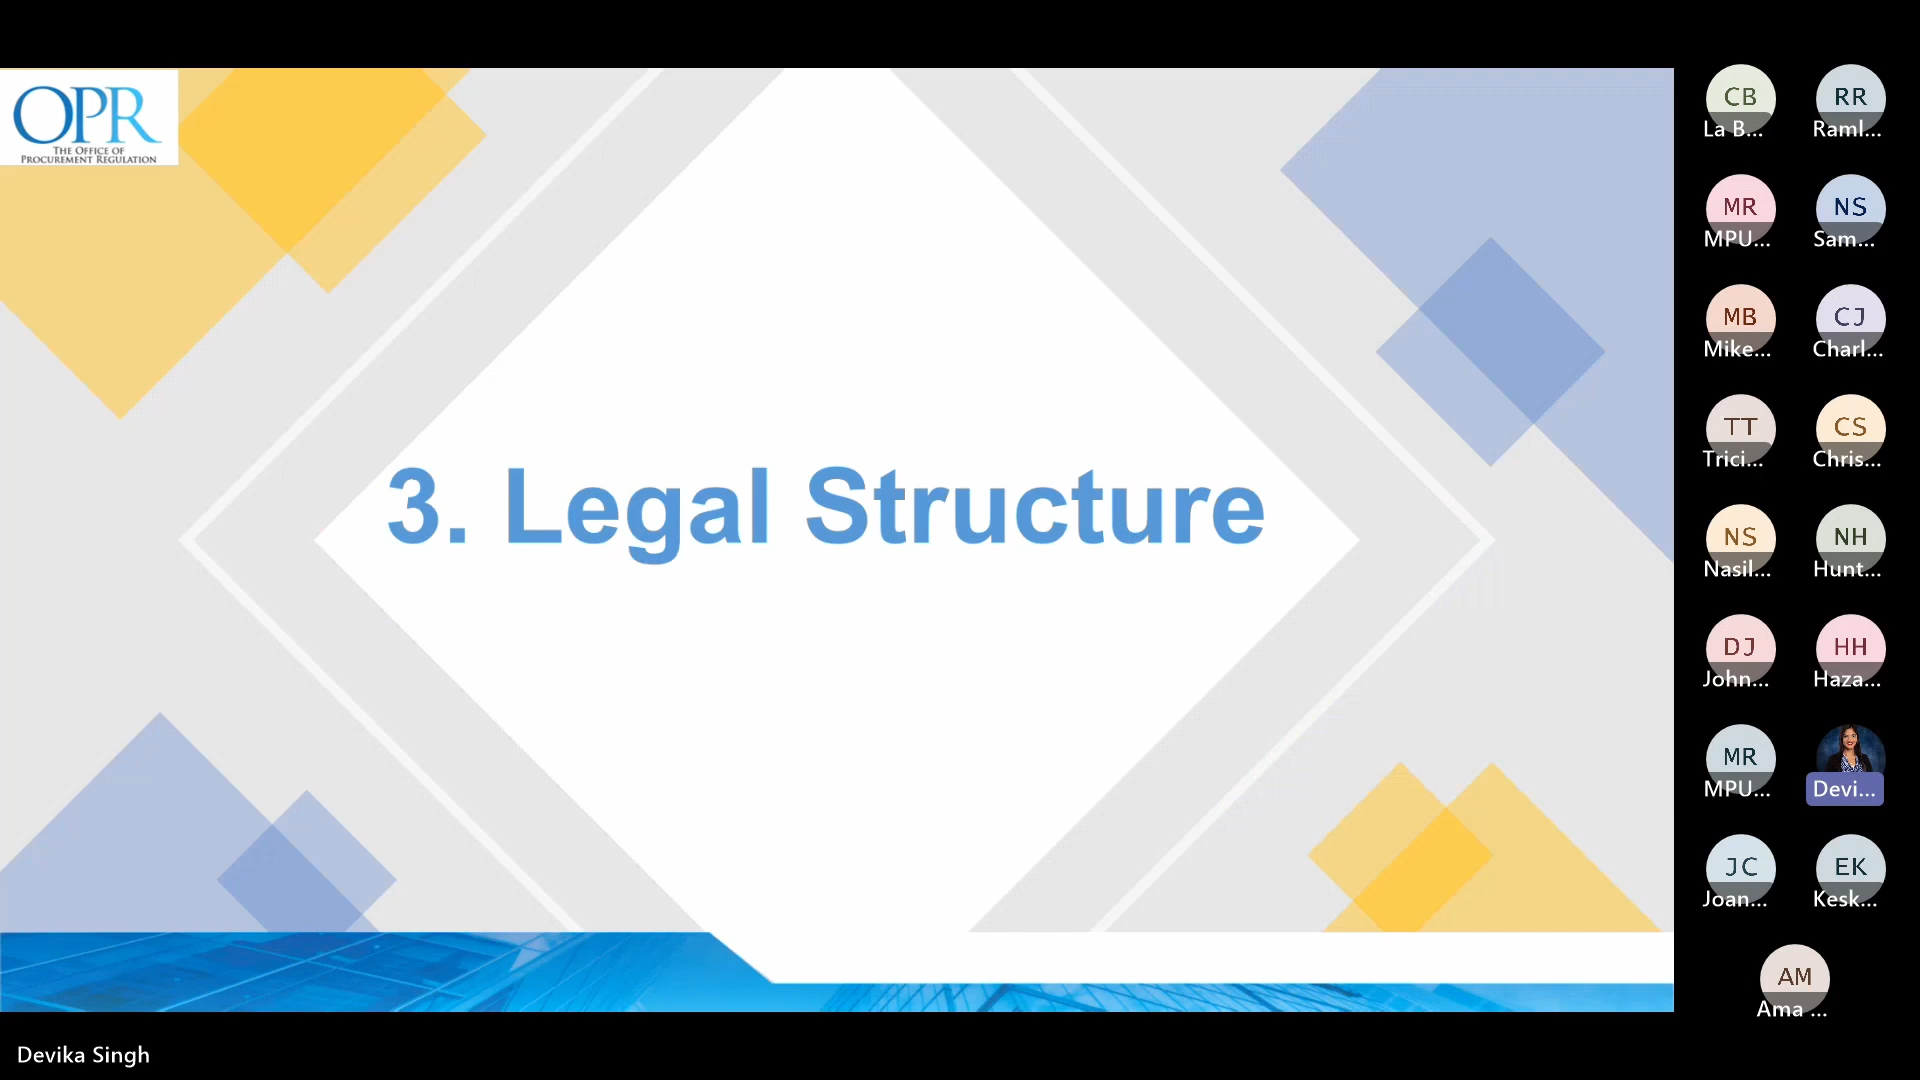 OPR
THE OFFICE OF
PROCUREMENT REGULATION
3. Legal Structure
CB
La B...
RR
Raml...
MR
MPU...
NS
Sam...
MB
Mike...
CJ
Charl...
TT
Trici...
CS
Chris...
NS
Nasil...
NH
Hunt...
DJ
John...
HH
Haza...
MR
MPU...
Devi...
JC
Joan...
EK
Kesk...
AM
Ama ...
Devika Singh